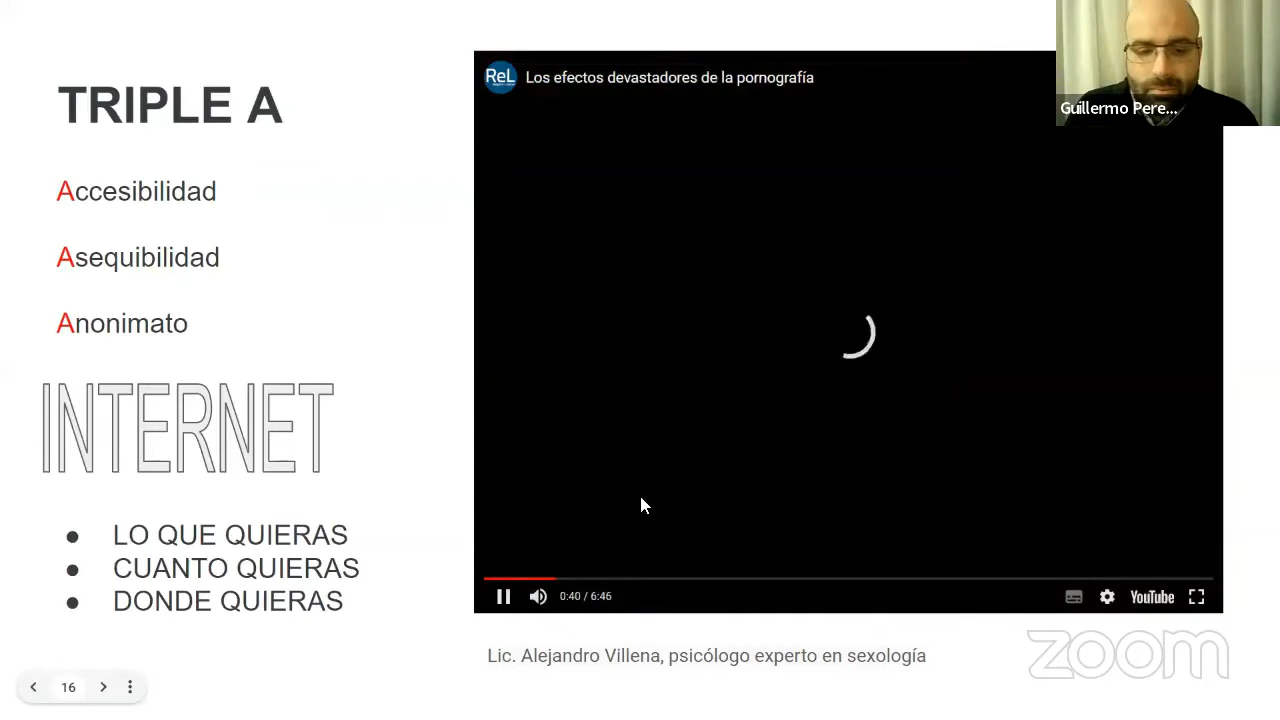 TRIPLE A
Accesibilidad
Asequibilidad
Anonimato
INTERNET
● LO QUE QUIERAS
● CUANTO QUIERAS
● DONDE QUIERAS
ReL
Los efectos devastadores de la pornografía
0:40 / 6:46
YouTube
Lic. Alejandro Villena, psicólogo experto en sexología
Guillermo Pere...
zoom
16